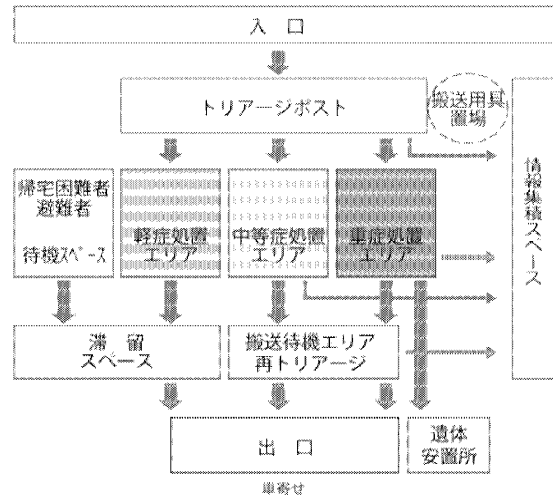 入 口
トリアージポスト
搬送用具
置場
情報集積スペース
帰宅困難者
避難者
待機スペース
軽症処置
エリア
中等症処置
エリア
重症処置
エリア
滞 留
スペース
搬送待機エリア
再トリアージ
出 口
遺体
安置所
車寄せ